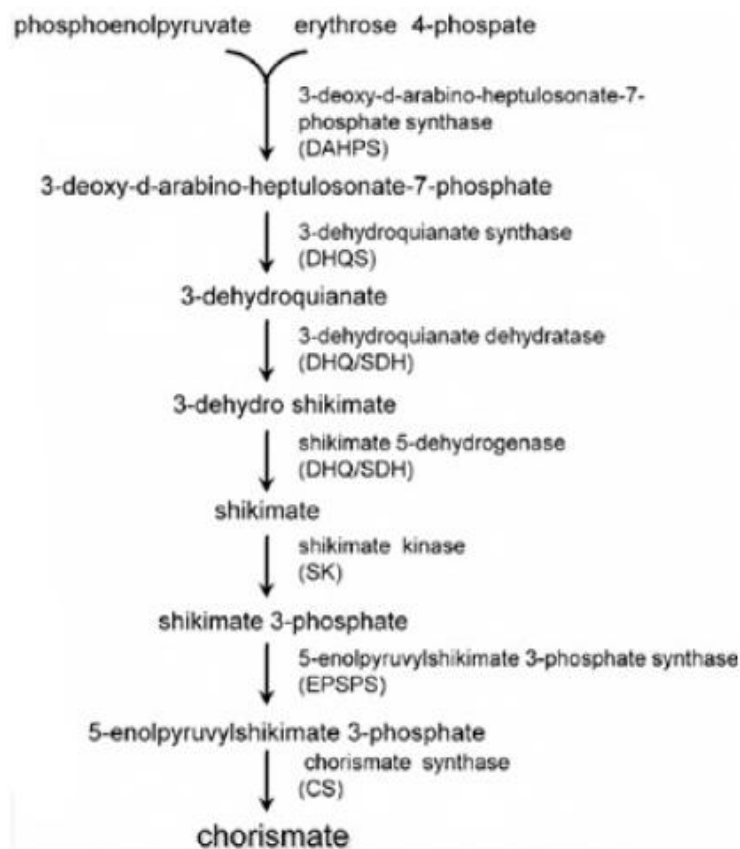 phosphoenolpyruvate erythrose 4-phospate
3-deoxy-d-arabino-heptulosonate-7-
phosphate synthase
(DAHPS)
3-deoxy-d-arabino-heptulosonate-7-phosphate
3-dehydroquianate synthase
(DHQS)
3-dehydroquianate
3-dehydroquianate dehydratase
(DHQ/SDH)
3-dehydro shikimate
shikimate 5-dehydrogenase
(DHQ/SDH)
shikimate
shikimate kinase
(SK)
shikimate 3-phosphate
5-enolpyruvylshikimate 3-phosphate synthase
(EPSPS)
5-enolpyruvylshikimate 3-phosphate
chorismate synthase
(CS)
chorismate